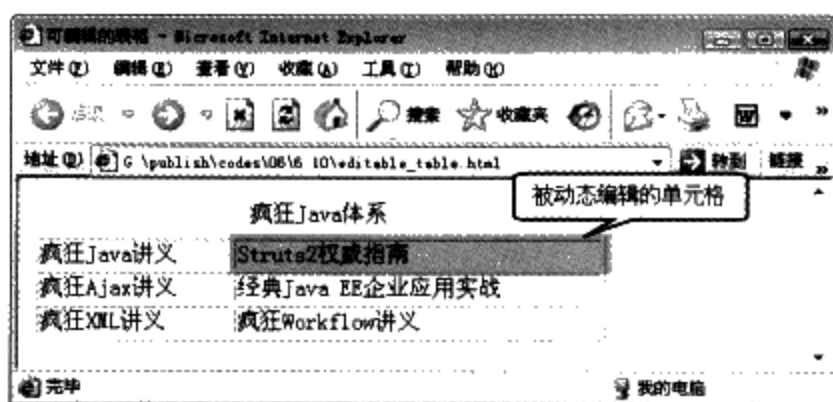 可编辑的表格 - Microsoft Internet Explorer
文件(F) 编辑(E) 查看(V) 收藏(A) 工具(T) 帮助(H)
后退 搜索 收藏夹 »
地址(D) G:\publish\codes\06\6.10\editable_table.html 转到 链接 »
被动态编辑的单元格
疯狂Java体系
疯狂Java讲义 Struts2权威指南
疯狂Ajax讲义 经典Java EE企业应用实战
疯狂XML讲义 疯狂Workflow讲义
完毕 我的电脑